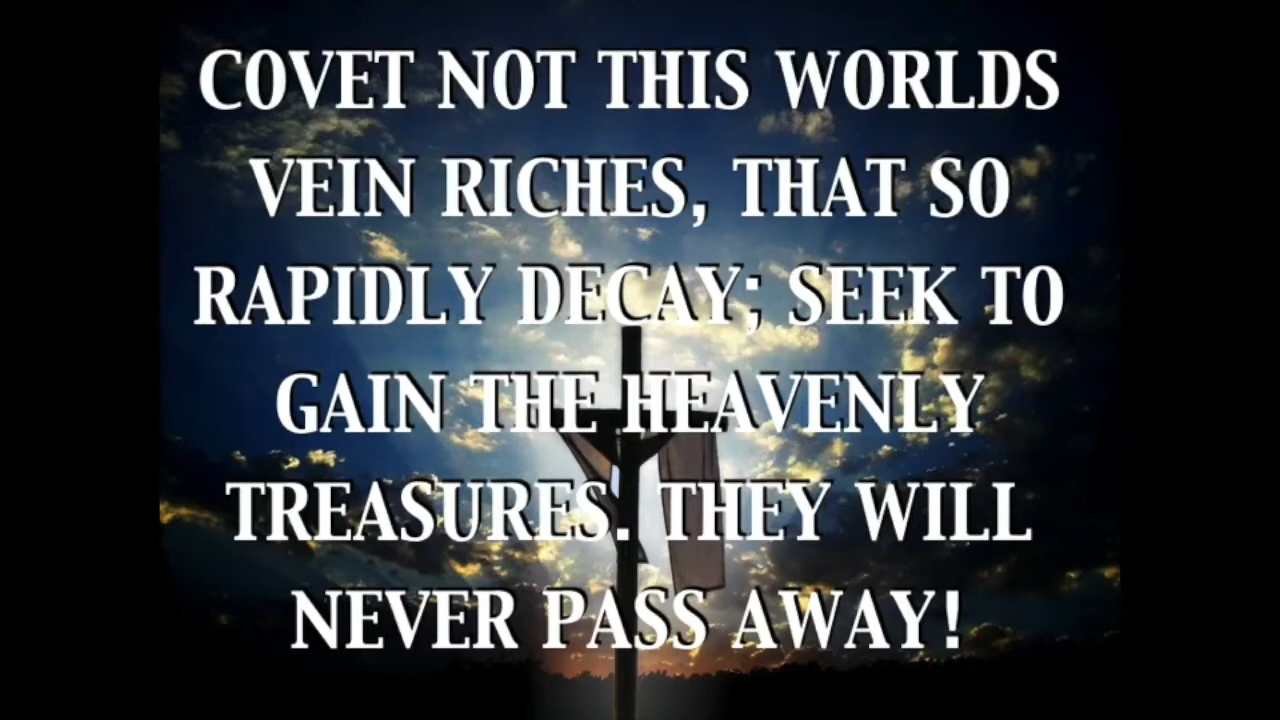 COVET NOT THIS WORLDS
VEIN RICHES, THAT SO
RAPIDLY DECAY; SEEK TO
GAIN THE HEAVENLY
TREASURES. THEY WILL
NEVER PASS AWAY!